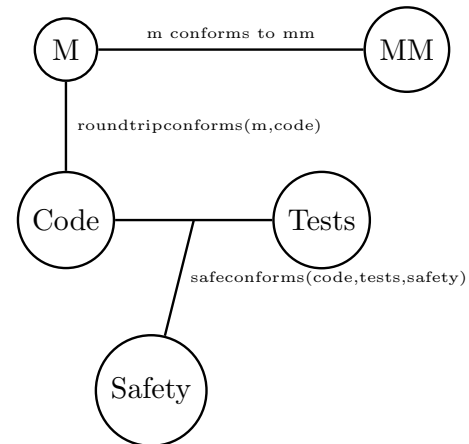 M
m conforms to mm
MM
roundtripconforms(m,code)
Code
Tests
safeconforms(code,tests,safety)
Safety